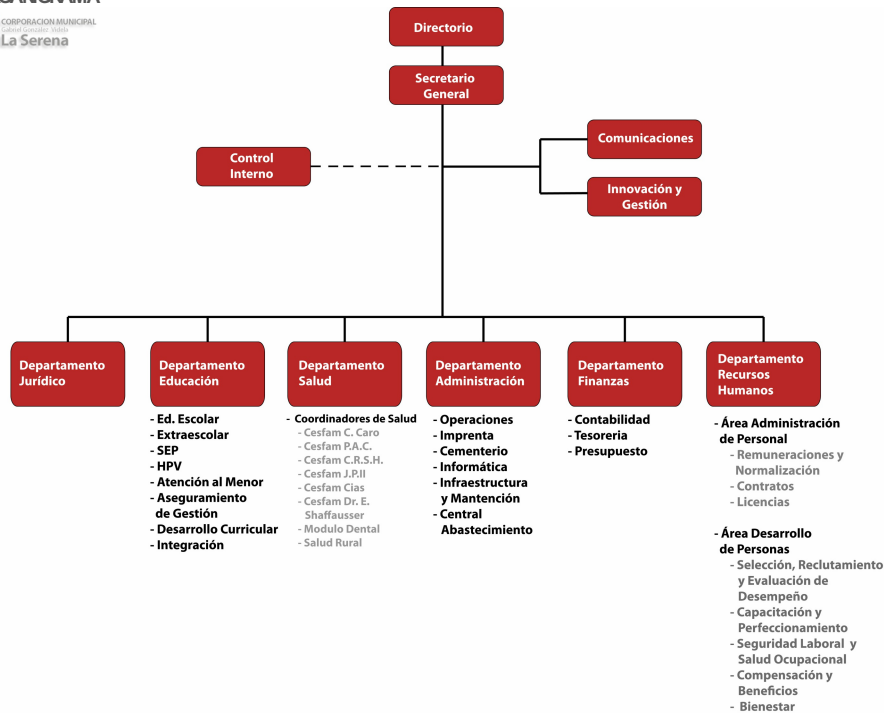 CORPORACION MUNICIPAL
Gabriel González Videla
La Serena
Directorio
Secretario
General
Control
Interno
Comunicaciones
Innovación y
Gestión
Departamento
Jurídico
Departamento
Educación
- Ed. Escolar
- Extraescolar
- SEP
- HPV
- Atención al Menor
- Aseguramiento
de Gestión
- Desarrollo Curricular
- Integración
Departamento
Salud
- Coordinadores de Salud
- Cesfam C. Caro
- Cesfam P.A.C.
- Cesfam C.R.S.H.
- Cesfam J.P.II
- Cesfam Cias
- Cesfam Dr. E.
Shaffausser
- Modulo Dental
- Salud Rural
Departamento
Administración
- Operaciones
- Imprenta
- Cementerio
- Informática
- Infraestructura
y Mantención
- Central
Abastecimiento
Departamento
Finanzas
- Contabilidad
- Tesoreria
- Presupuesto
Departamento
Recursos
Humanos
- Área Administración
de Personal
- Remuneraciones y
Normalización
- Contratos
- Licencias
- Área Desarrollo
de Personas
- Selección, Reclutamiento
y Evaluación de
Desempeño
- Capacitación y
Perfeccionamiento
- Seguridad Laboral y
Salud Ocupacional
- Compensación y
Beneficios
- Bienestar